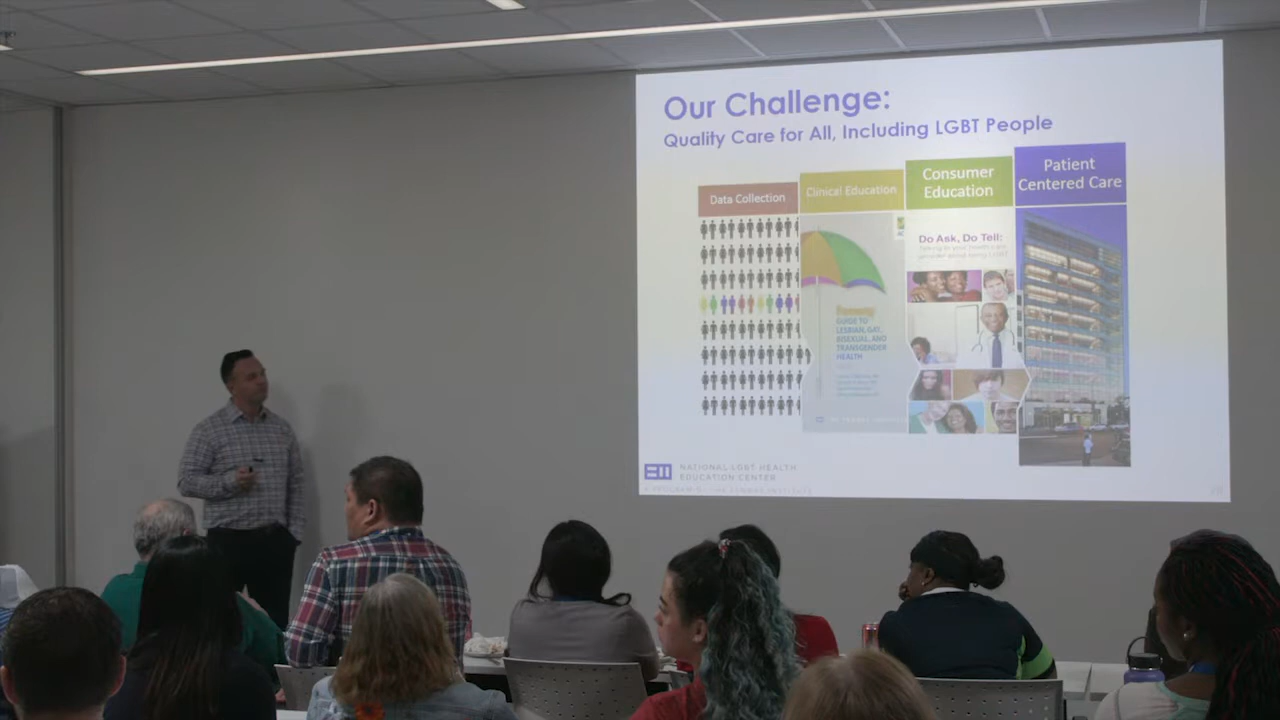 Our Challenge:
Quality Care for All, Including LGBT People
Data Collection
Clinical Education
Consumer
Education
Patient
Centered Care
Do Ask, Do Tell:
GUIDE TO
LESBIAN, GAY,
BISEXUAL, AND
TRANSGENDER
HEALTH
NATIONAL LGBT HEALTH
EDUCATION CENTER